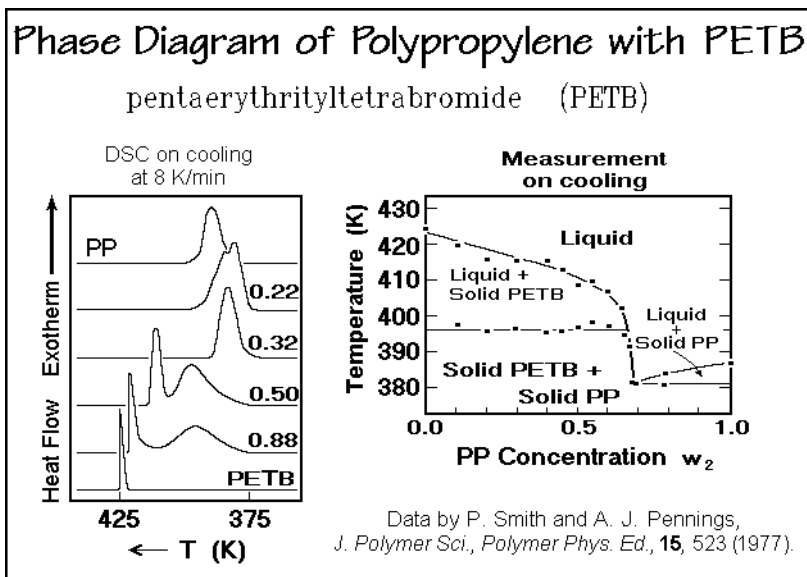 Phase Diagram of Polypropylene with PETB
pentaerythrityltetrabromide (PETB)
DSC on cooling
at 8 K/min
Heat Flow Exotherm
PP
0.22
0.32
0.50
0.88
PETB
425 375
← T (K)
Measurement
on cooling
Temperature (K)
430
420
410
400
390
380
Liquid
Liquid +
Solid PETB
Liquid
+
Solid PP
Solid PETB +
Solid PP
0.0 0.5 1.0
PP Concentration w₂
Data by P. Smith and A. J. Pennings,
J. Polymer Sci., Polymer Phys. Ed., 15, 523 (1977).